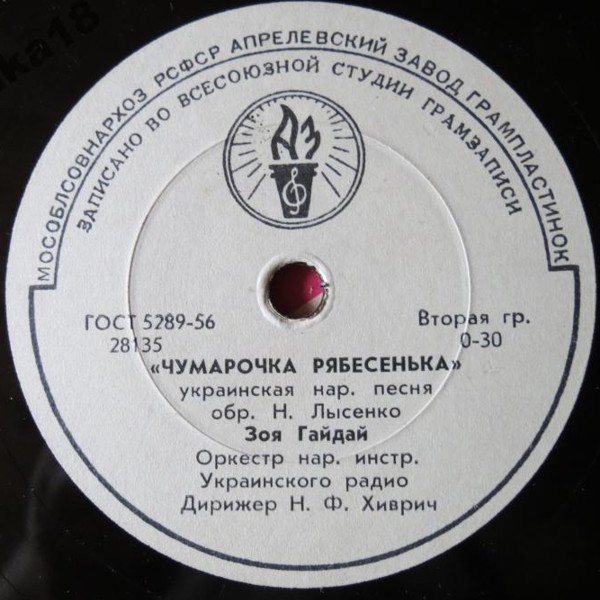 МОСОБЛСОВНАРХОЗ РСФСР АПРЕЛЕВСКИЙ ЗАВОД ГРАМПЛАСТИНОК
ЗАПИСАНО ВО ВСЕСОЮЗНОЙ СТУДИИ ГРАМЗАПИСИ
АЗ
ГОСТ 5289-56
28135
Вторая гр.
0-30
«ЧУМАРОЧКА РЯБЕСЕНЬКА»
украинская нар. песня
обр. Н. Лысенко
Зоя Гайдай
Оркестр нар. инстр.
Украинского радио
Дирижер Н. Ф. Хиврич